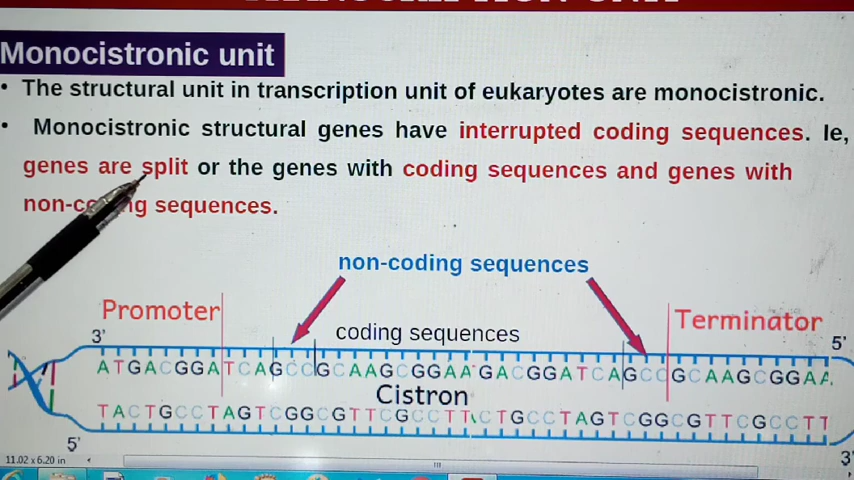 Monocistronic unit
• The structural unit in transcription unit of eukaryotes are monocistronic.
• Monocistronic structural genes have interrupted coding sequences. Ie,
genes are split or the genes with coding sequences and genes with
non-coding sequences.
non-coding sequences
Promoter
coding sequences
Terminator
3' 5'
ATGACGGATCAGCCGCAAGCGGAAGACGGATCAGCCGCAAGCGGAA
Cistron
TACTGCCTAGTCGGCGTTCGCCTTCTGCCTAGTCGGCGTTCGCCTT
5' 3'
11.02 x 6.20 in